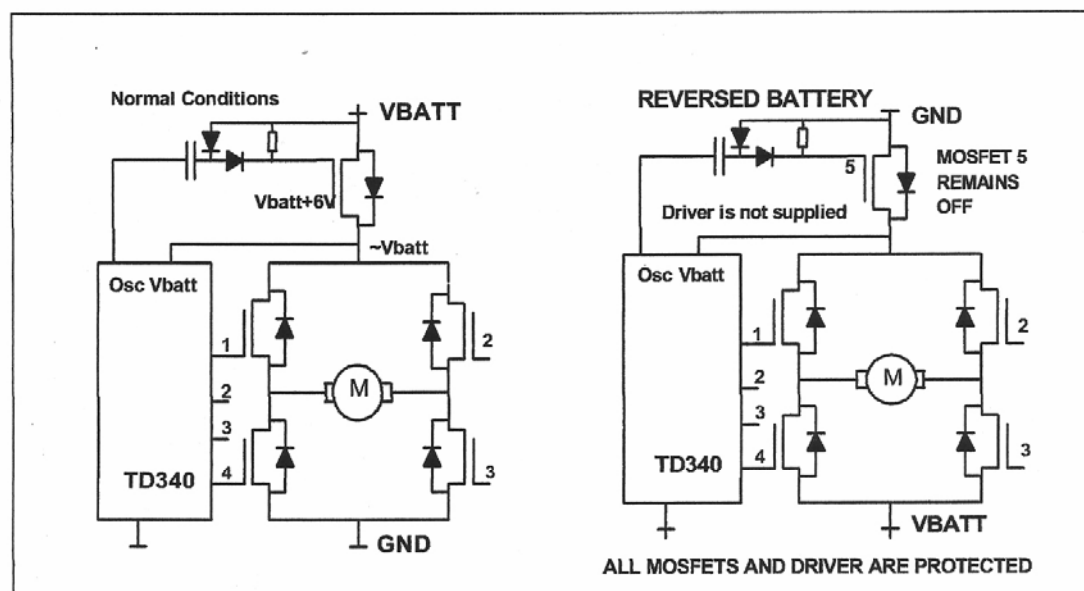 Normal Conditions
VBATT
Vbatt+6V
~Vbatt
Osc Vbatt
1
2
3
4
TD340
M
2
3
GND
REVERSED BATTERY
GND
5
MOSFET 5
REMAINS
OFF
Driver is not supplied
Osc Vbatt
1
2
3
4
TD340
M
2
3
VBATT
ALL MOSFETS AND DRIVER ARE PROTECTED